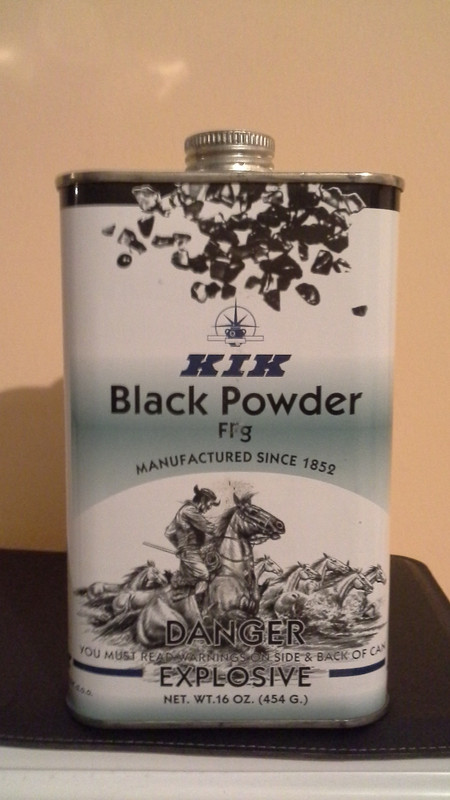 KIK
Black Powder
FFg
MANUFACTURED SINCE 1852
DANGER
YOU MUST READ WARNINGS ON SIDE & BACK OF CAN
EXPLOSIVE
NET. WT.16 OZ. (454 G.)